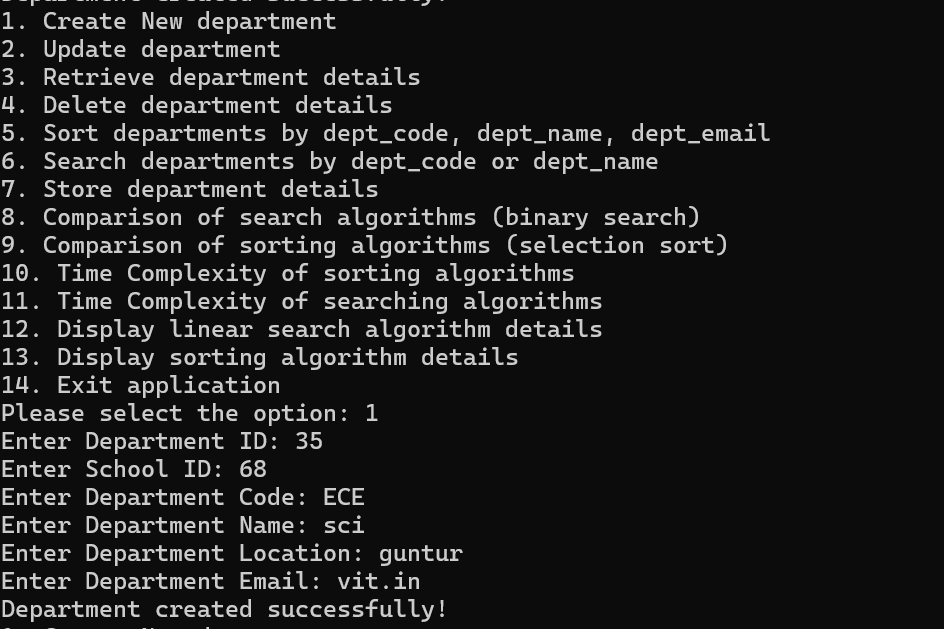 Department created successfully!
1. Create New department
2. Update department
3. Retrieve department details
4. Delete department details
5. Sort departments by dept_code, dept_name, dept_email
6. Search departments by dept_code or dept_name
7. Store department details
8. Comparison of search algorithms (binary search)
9. Comparison of sorting algorithms (selection sort)
10. Time Complexity of sorting algorithms
11. Time Complexity of searching algorithms
12. Display linear search algorithm details
13. Display sorting algorithm details
14. Exit application
Please select the option: 1
Enter Department ID: 35
Enter School ID: 68
Enter Department Code: ECE
Enter Department Name: sci
Enter Department Location: guntur
Enter Department Email: vit.in
Department created successfully!